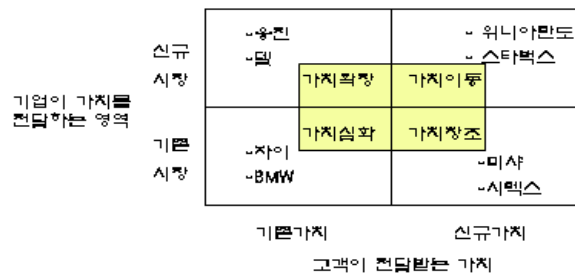 -웅진
-델
- 위니아만도
- 스타벅스
신규
시장
가치확장
가치이동
기업이 가치를
전달하는 영역
가치심화
가치창조
기존
시장
-자이
-BMW
-미샤
-시멕스
기존가치
신규가치
고객이 전달받는 가치